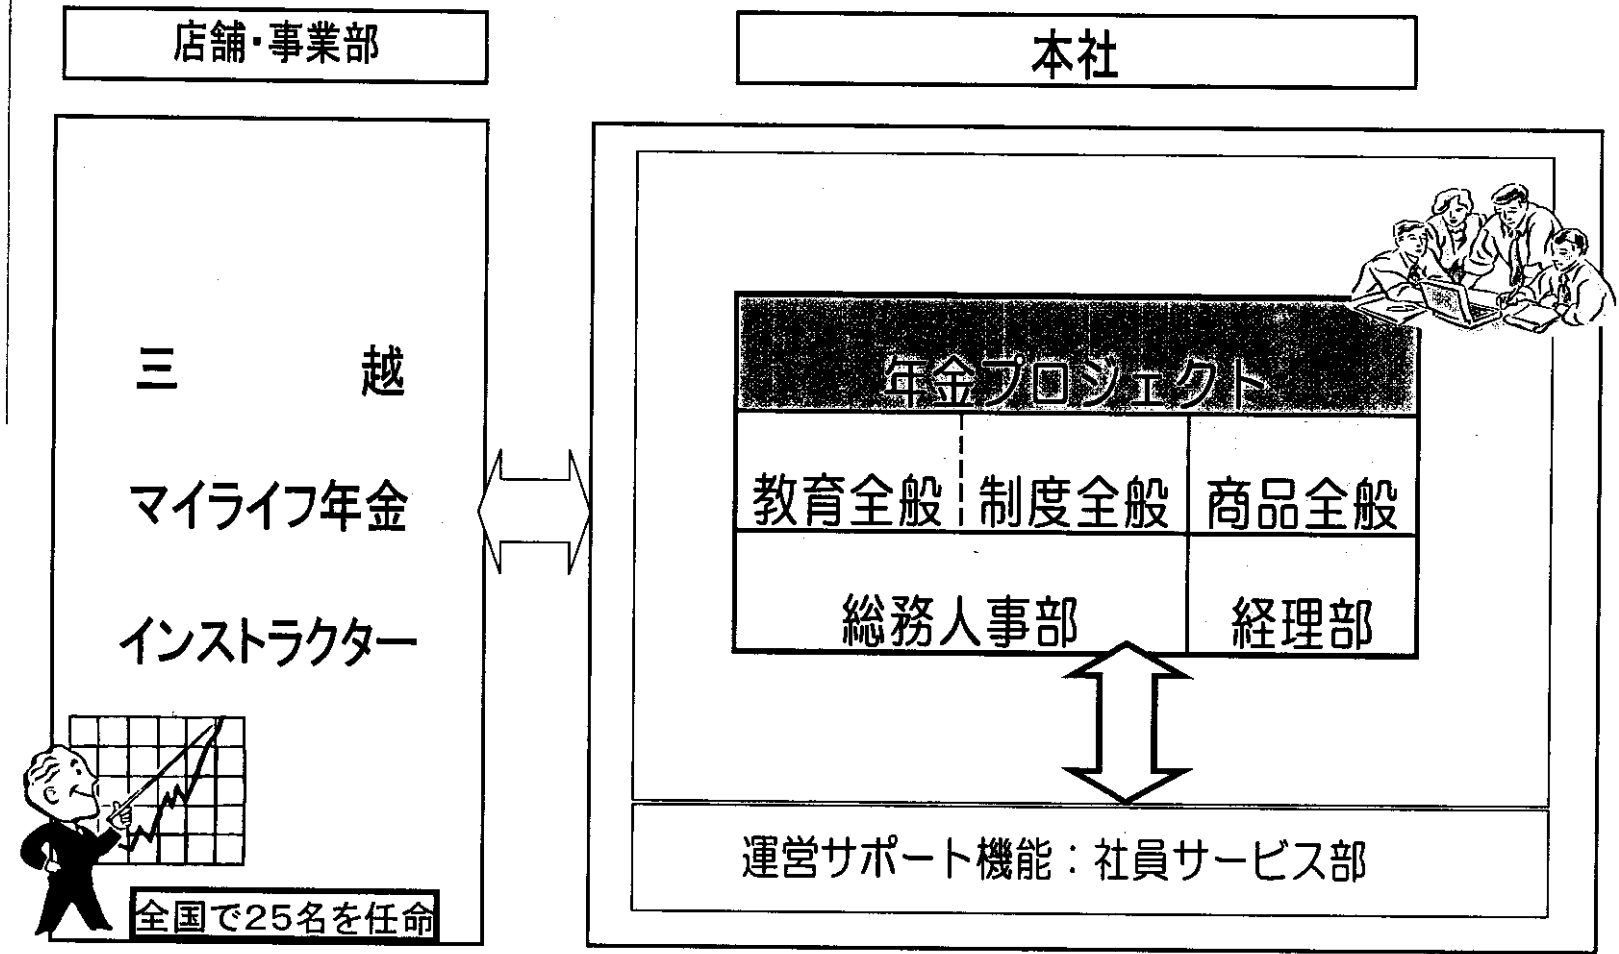 店舗・事業部
本社
三 越
マイライフ年金
インストラクター
全国で25名を任命
年金プロジェクト
教育全般 制度全般 商品全般
総務人事部 経理部
運営サポート機能：社員サービス部